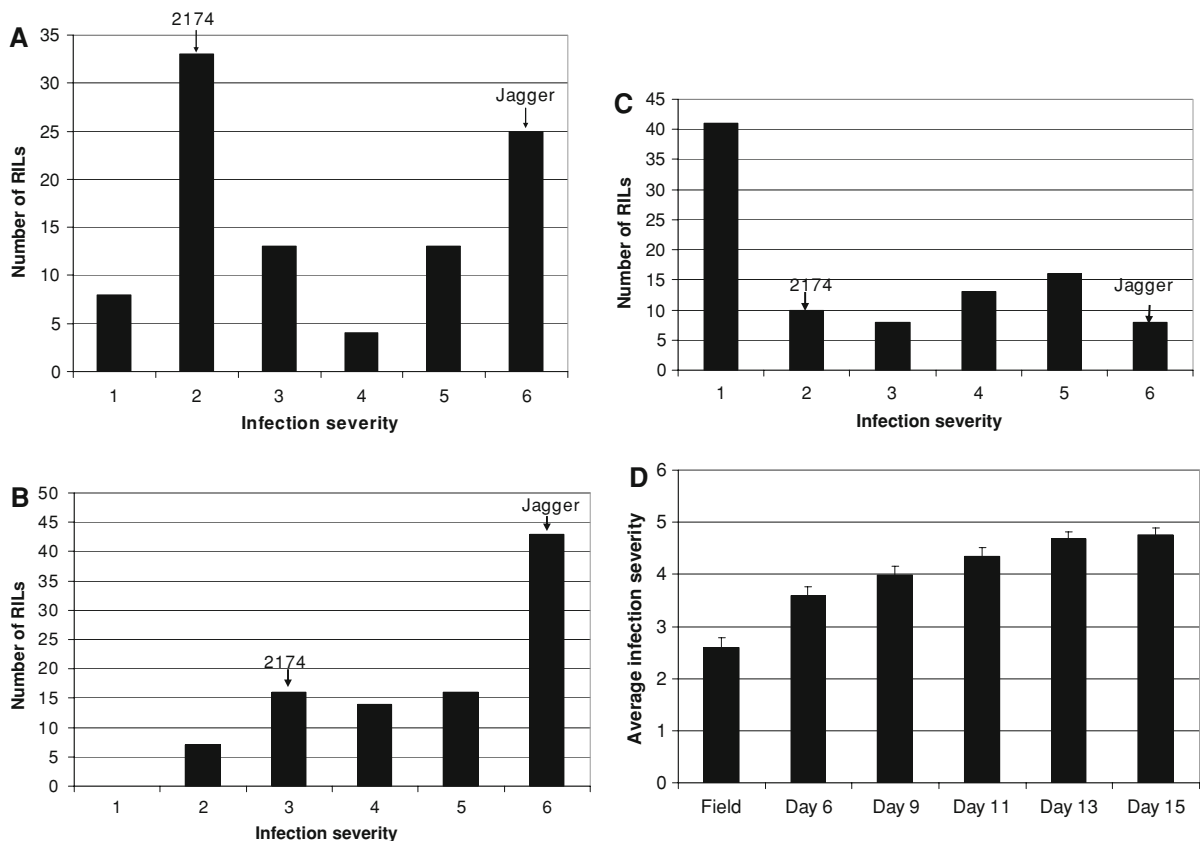 A
2174
Jagger
35
30
25
20
15
10
5
0
Number of RILs
1 2 3 4 5 6
Infection severity
B
Jagger
2174
50
45
40
35
30
25
20
15
10
5
0
Number of RILs
1 2 3 4 5 6
Infection severity
C
2174
Jagger
45
40
35
30
25
20
15
10
5
0
Number of RILs
1 2 3 4 5 6
Infection severity
D
6
5
4
3
2
1
0
Average infection severity
Field Day 6 Day 9 Day 11 Day 13 Day 15